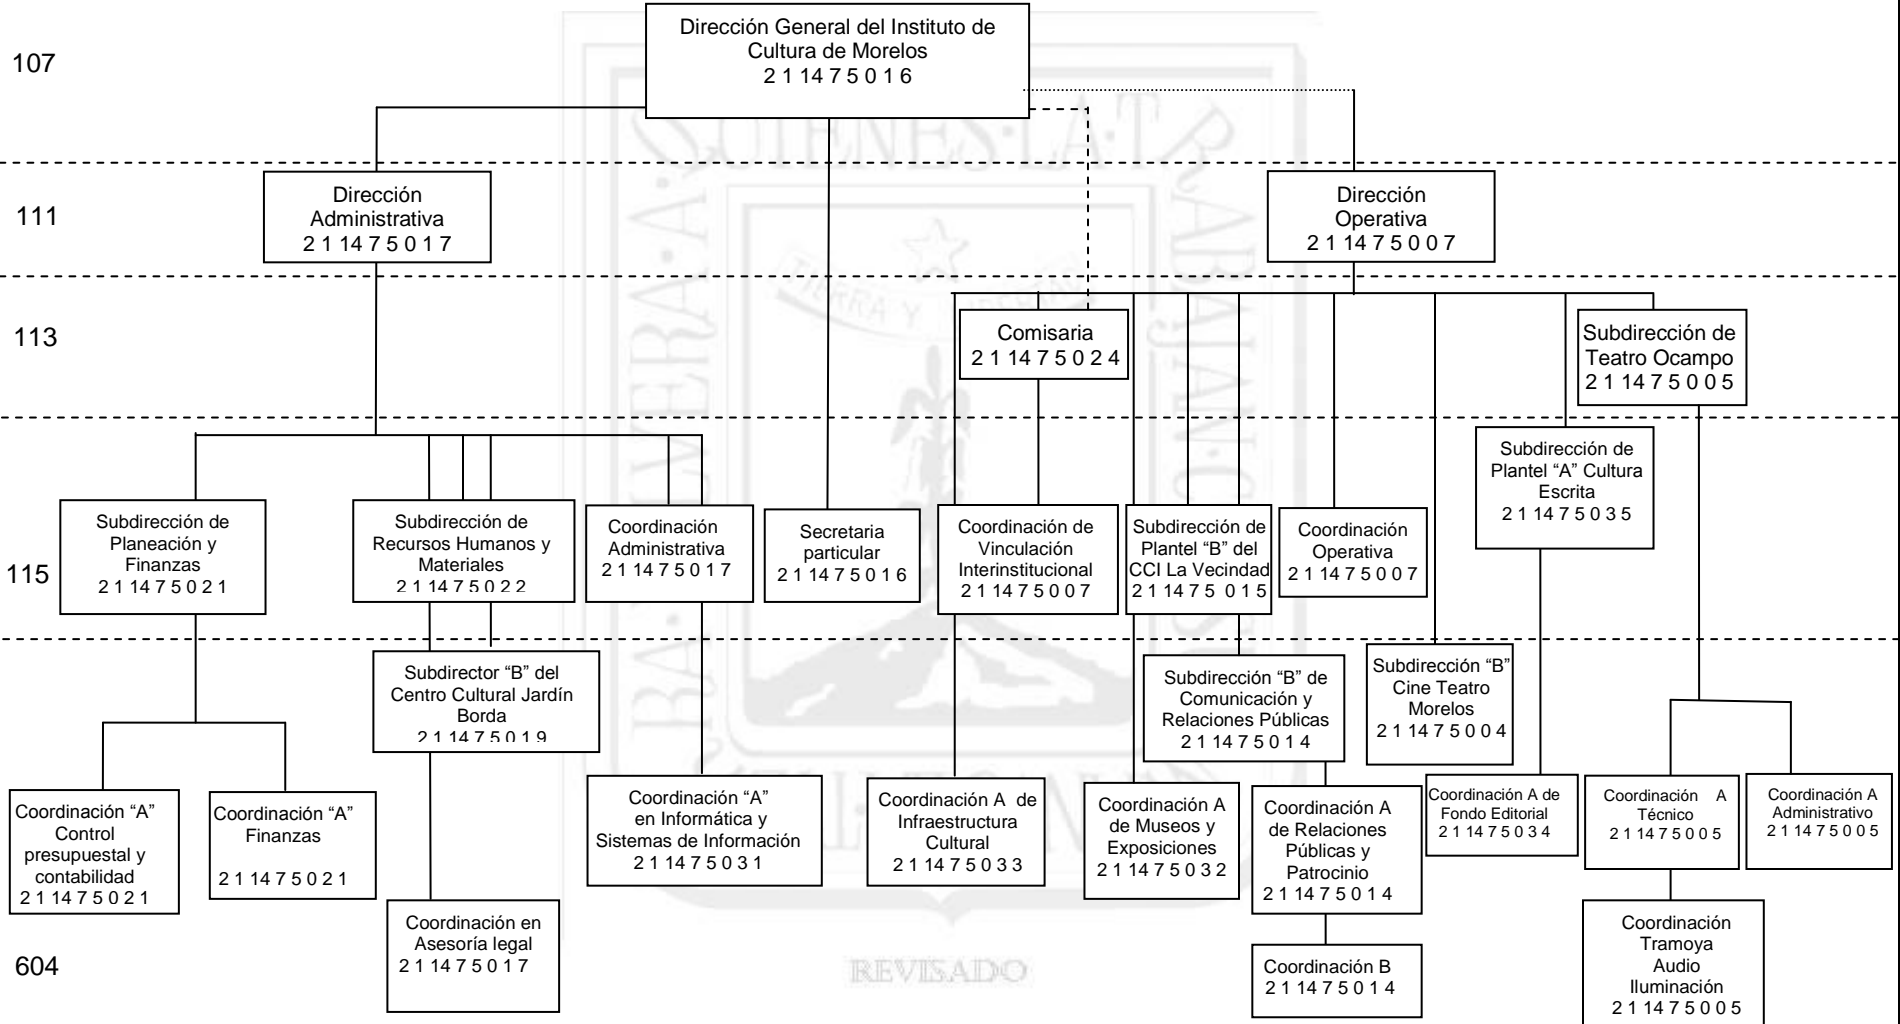 107
Dirección General del Instituto de
Cultura de Morelos
2 1 14 7 5 0 1 6
111
Dirección
Administrativa
2 1 14 7 5 0 1 7
Dirección
Operativa
2 1 14 7 5 0 0 7
113
Comisaria
2 1 14 7 5 0 2 4
Subdirección de
Teatro Ocampo
2 1 14 7 5 0 0 5
115
Subdirección de
Planeación y
Finanzas
2 1 14 7 5 0 2 1
Subdirección de
Recursos Humanos y
Materiales
2 1 14 7 5 0 2 2
Coordinación
Administrativa
2 1 14 7 5 0 1 7
Secretaria
particular
2 1 14 7 5 0 1 6
Coordinación de
Vinculación
Interinstitucional
2 1 14 7 5 0 0 7
Subdirección de
Plantel “B” del
CCI La Vecindad
2 1 14 7 5 0 1 5
Coordinación
Operativa
2 1 14 7 5 0 0 7
Subdirección de
Plantel “A” Cultura
Escrita
2 1 14 7 5 0 3 5
Subdirector “B” del
Centro Cultural Jardín
Borda
2 1 14 7 5 0 1 9
Subdirección “B” de
Comunicación y
Relaciones Públicas
2 1 14 7 5 0 1 4
Subdirección “B”
Cine Teatro
Morelos
2 1 14 7 5 0 0 4
Coordinación “A”
Control
presupuestal y
contabilidad
2 1 14 7 5 0 2 1
Coordinación “A”
Finanzas
2 1 14 7 5 0 2 1
Coordinación “A”
en Informática y
Sistemas de Información
2 1 14 7 5 0 3 1
Coordinación A de
Infraestructura
Cultural
2 1 14 7 5 0 3 3
Coordinación A
de Museos y
Exposiciones
2 1 14 7 5 0 3 2
Coordinación A
de Relaciones
Públicas y
Patrocinio
2 1 14 7 5 0 1 4
Coordinación A de
Fondo Editorial
2 1 14 7 5 0 3 4
Coordinación A
Técnico
2 1 14 7 5 0 0 5
Coordinación A
Administrativo
2 1 14 7 5 0 0 5
604
Coordinación en
Asesoría legal
2 1 14 7 5 0 1 7
Coordinación B
2 1 14 7 5 0 1 4
Coordinación
Tramoya
Audio
Iluminación
2 1 14 7 5 0 0 5
TIERRA Y LIBERTAD
REVISADO